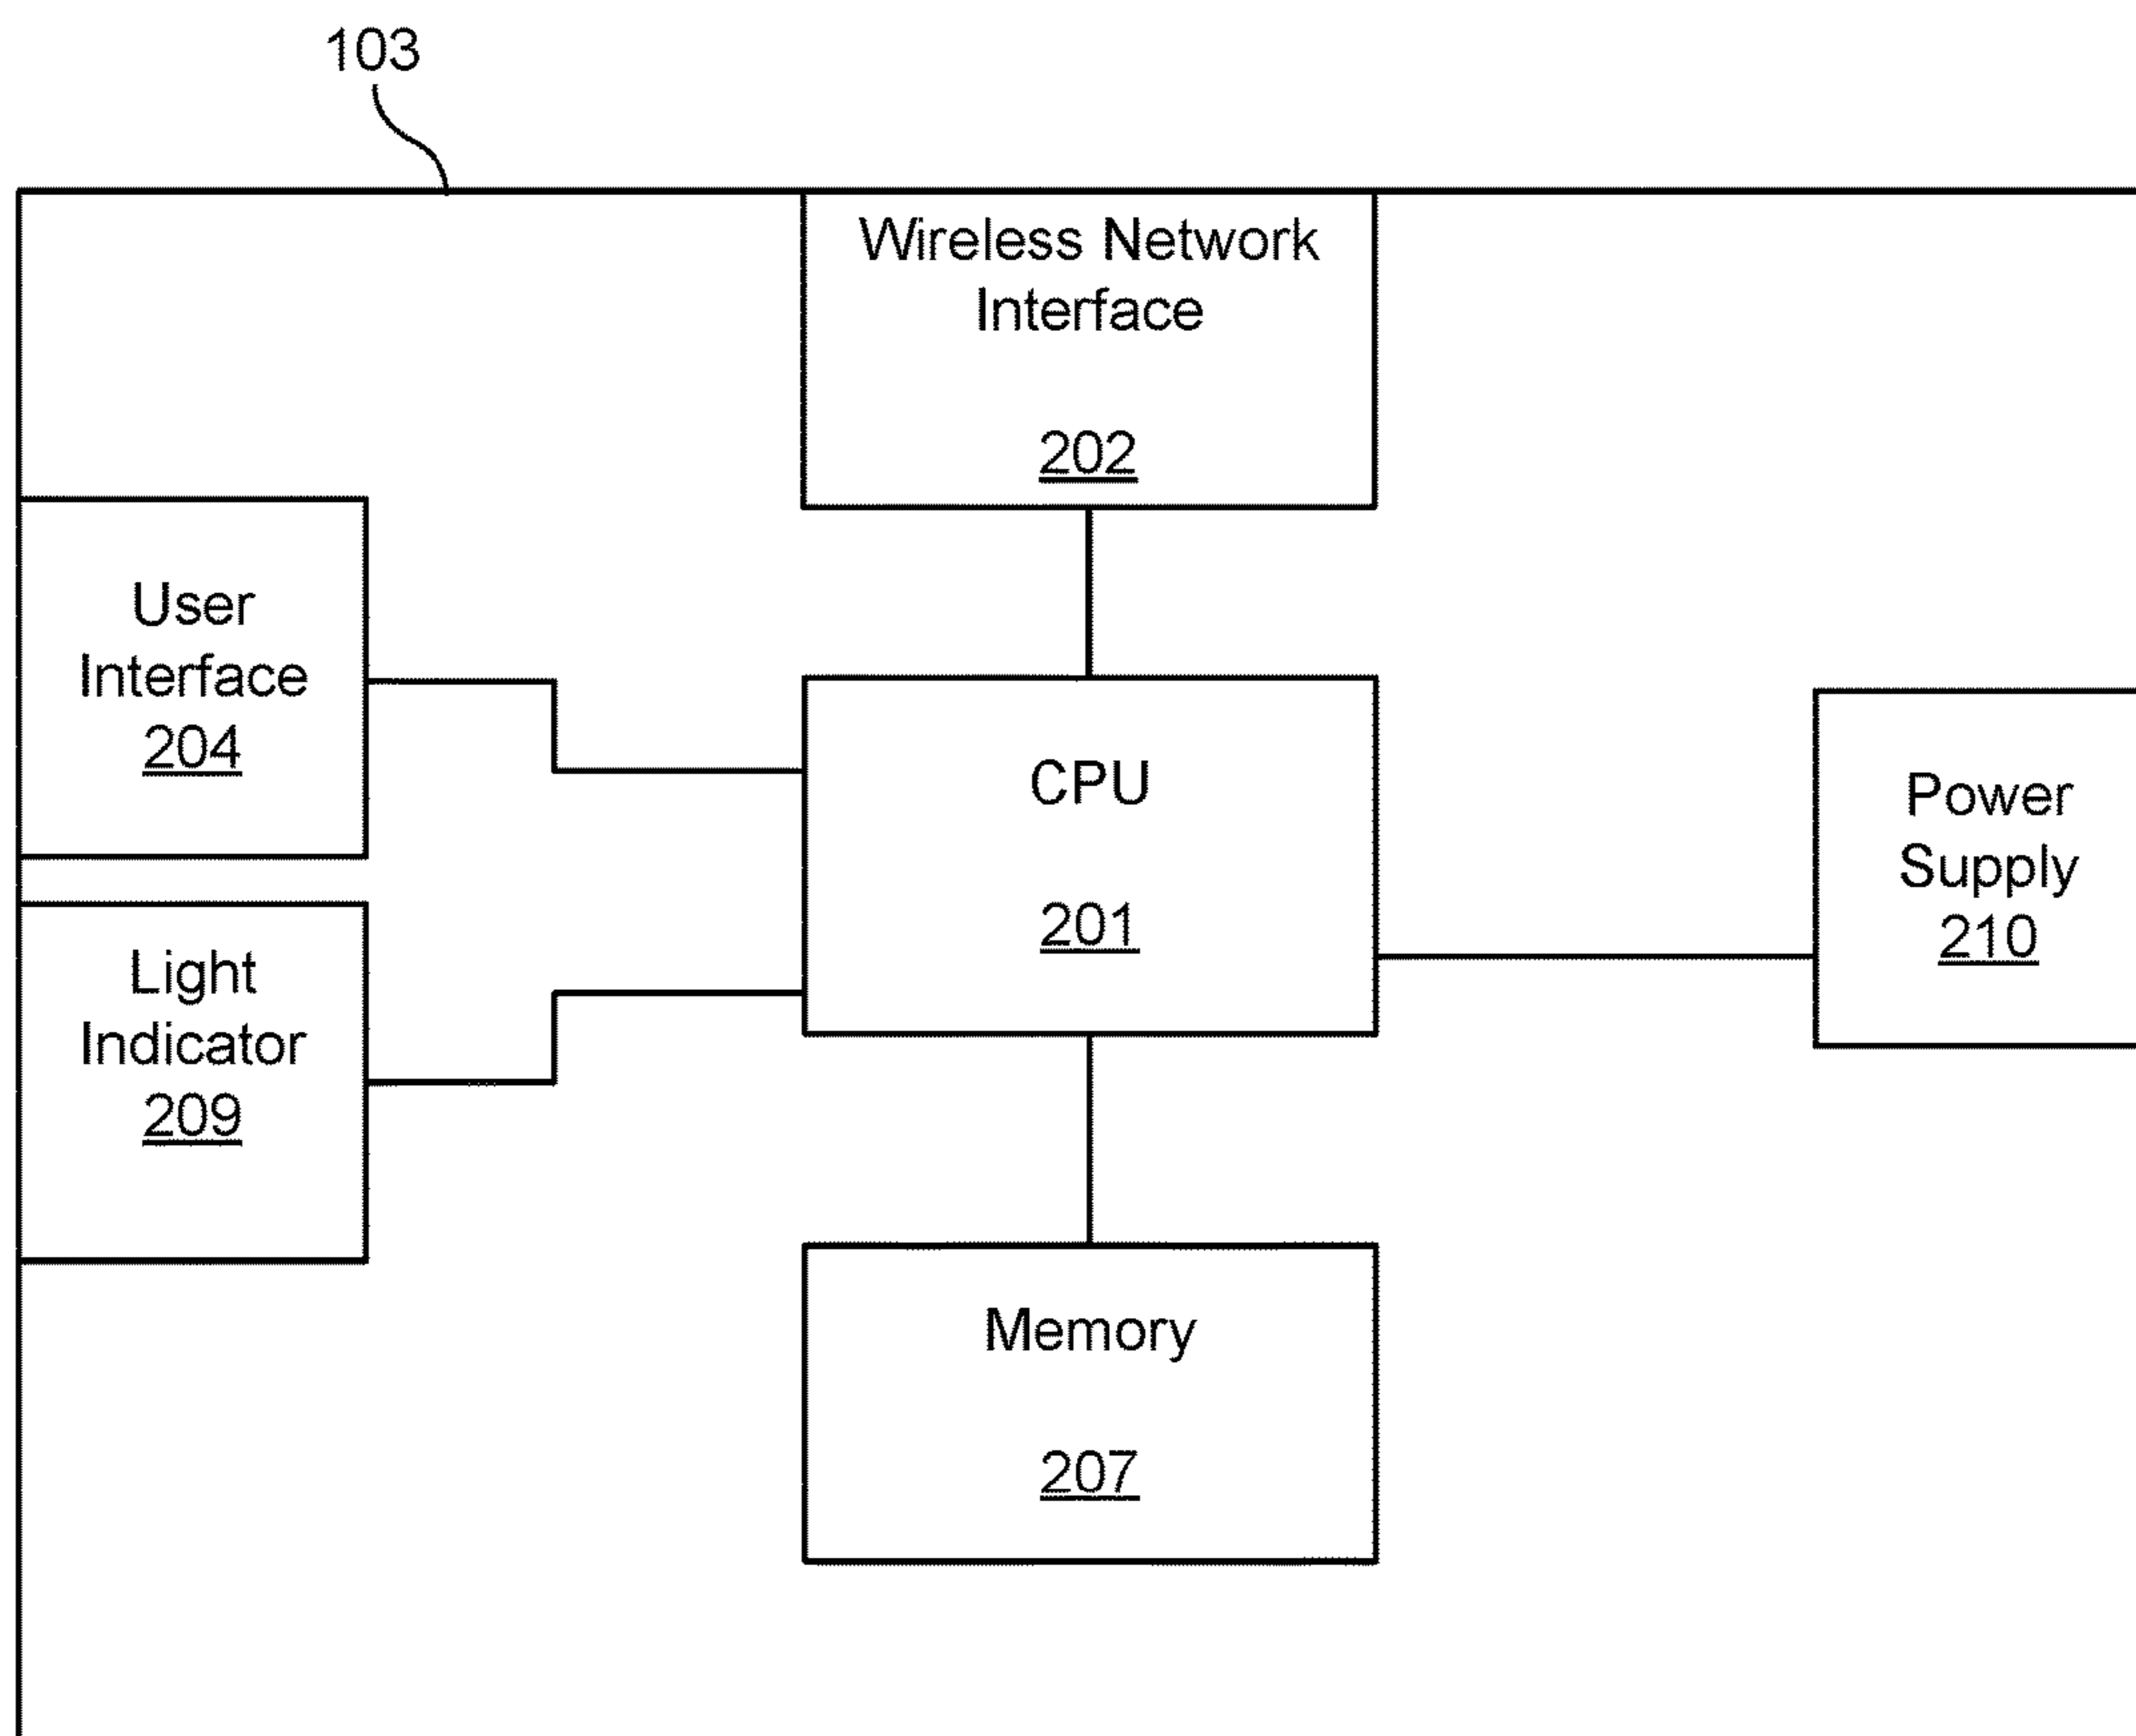 103
Wireless Network
Interface
202
User
Interface
204
CPU
201
Power
Supply
210
Light
Indicator
209
Memory
207